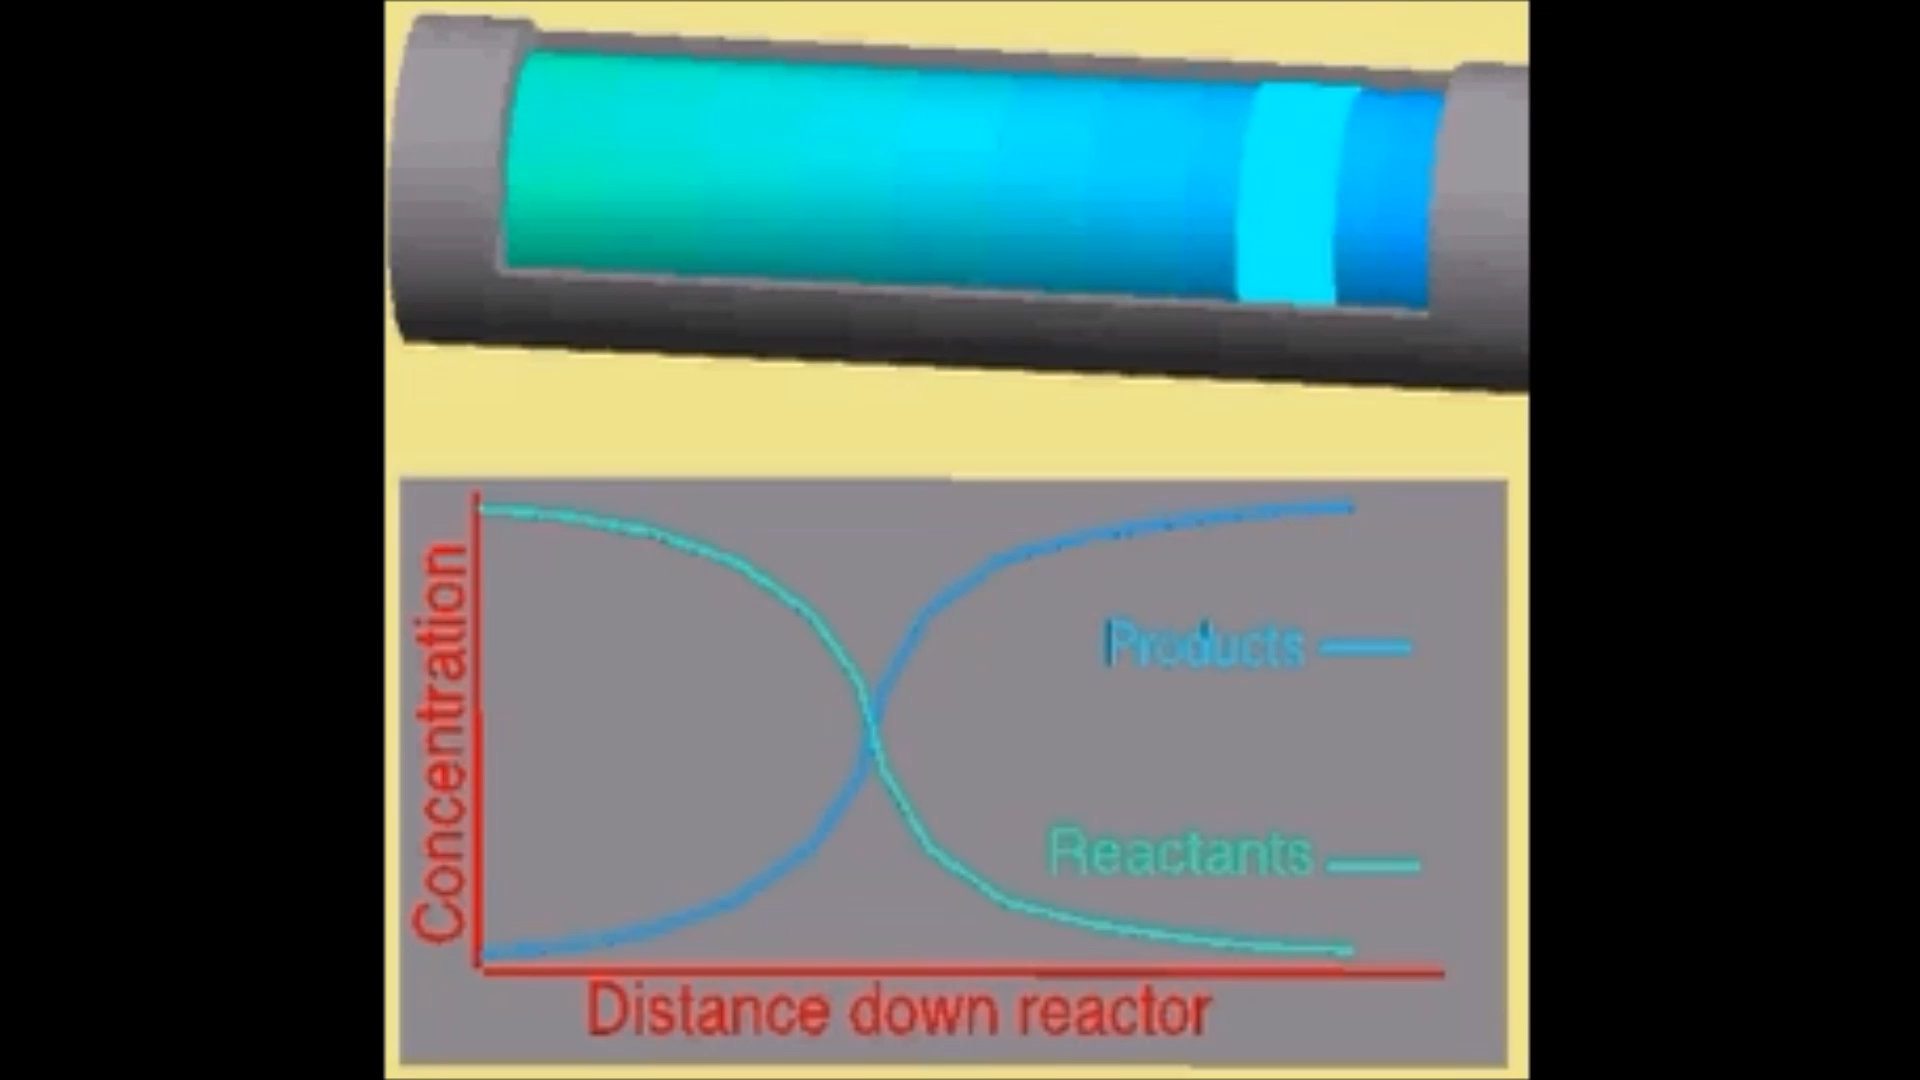 Concentration
Products
Reactants
Distance down reactor